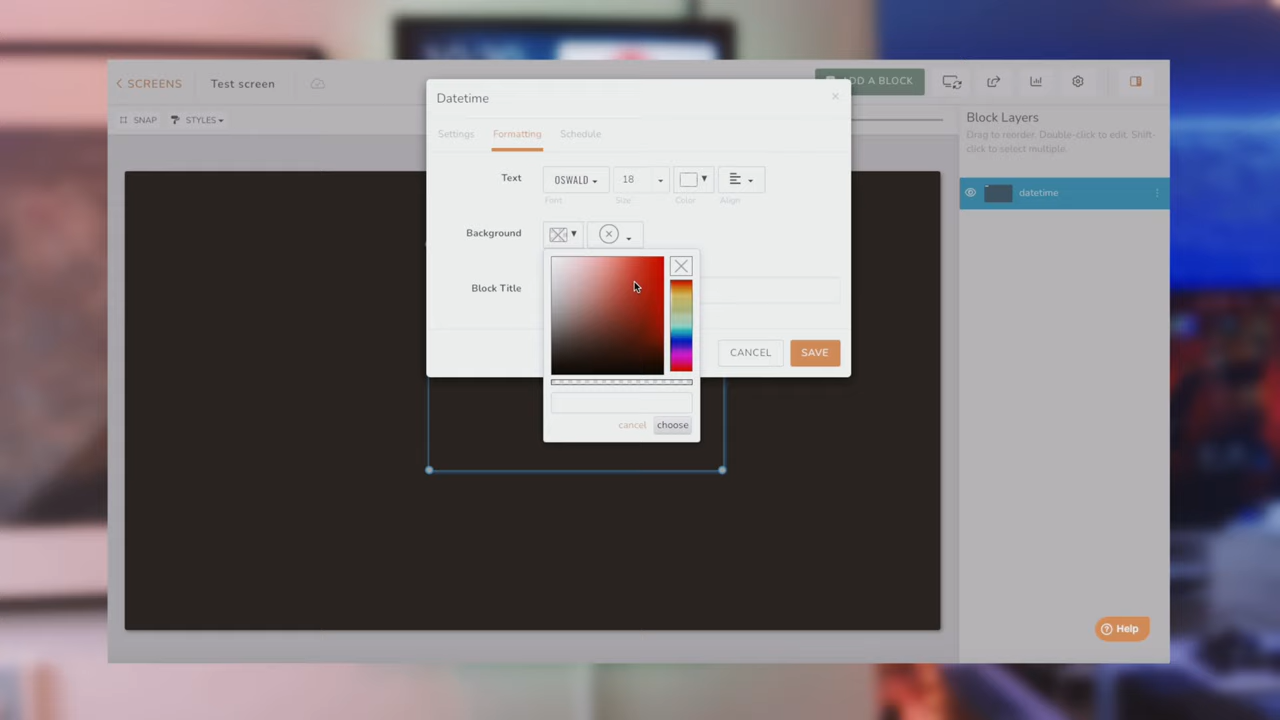 SCREENS
Test screen
ADD A BLOCK
SNAP
STYLES
Datetime
Settings
Formatting
Schedule
Text
OSWALD
18
Font
Size
Color
Align
Background
Block Title
cancel
choose
CANCEL
SAVE
Block Layers
Drag to reorder. Double-click to edit. Shift-
click to select multiple.
datetime
Help